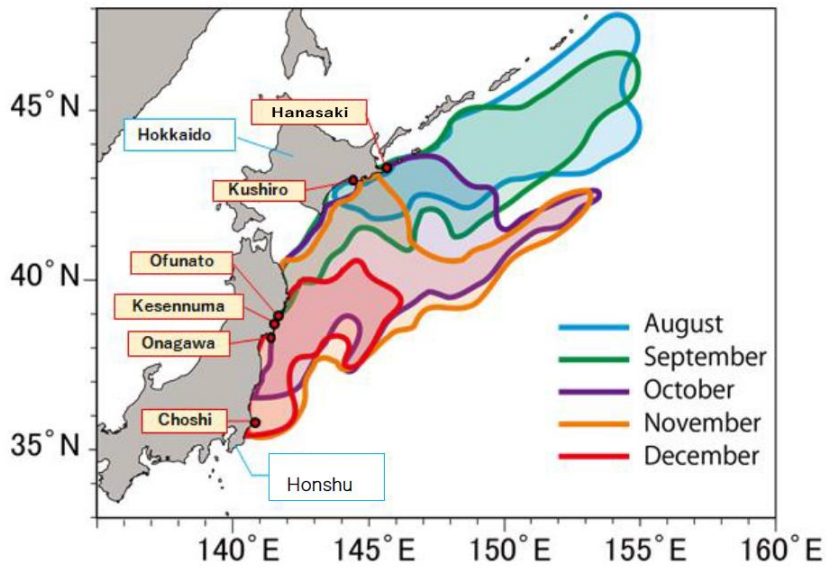 45°N
Hanasaki
Hokkaido
Kushiro
40°N
Ofunato
Kesennuma
Onagawa
Choshi
35°N
Honshu
August
September
October
November
December
140°E
145°E
150°E
155°E
160°E